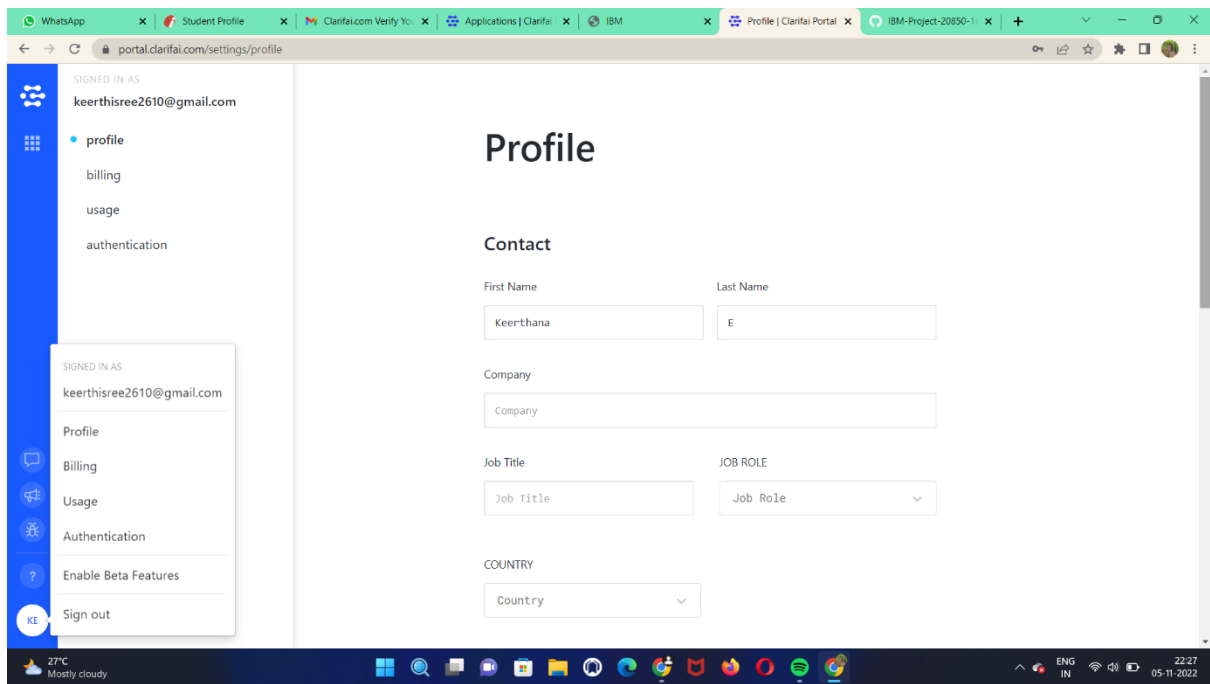 WhatsApp
Student Profile
Clarifai.com Verify You
Applications | Clarifai
IBM
Profile | Clarifai Portal
IBM-Project-20850-1
portal.clarifai.com/settings/profile
SIGNED IN AS
keerthisree2610@gmail.com
profile
billing
usage
authentication
SIGNED IN AS
keerthisree2610@gmail.com
Profile
Billing
Usage
Authentication
Enable Beta Features
Sign out
?
KE
Profile
Contact
First Name Last Name
Keerthana E
Company
Company
Job Title JOB ROLE
Job Title Job Role
COUNTRY
Country
27°C
Mostly cloudy
ENG
IN
22:27
05-11-2022